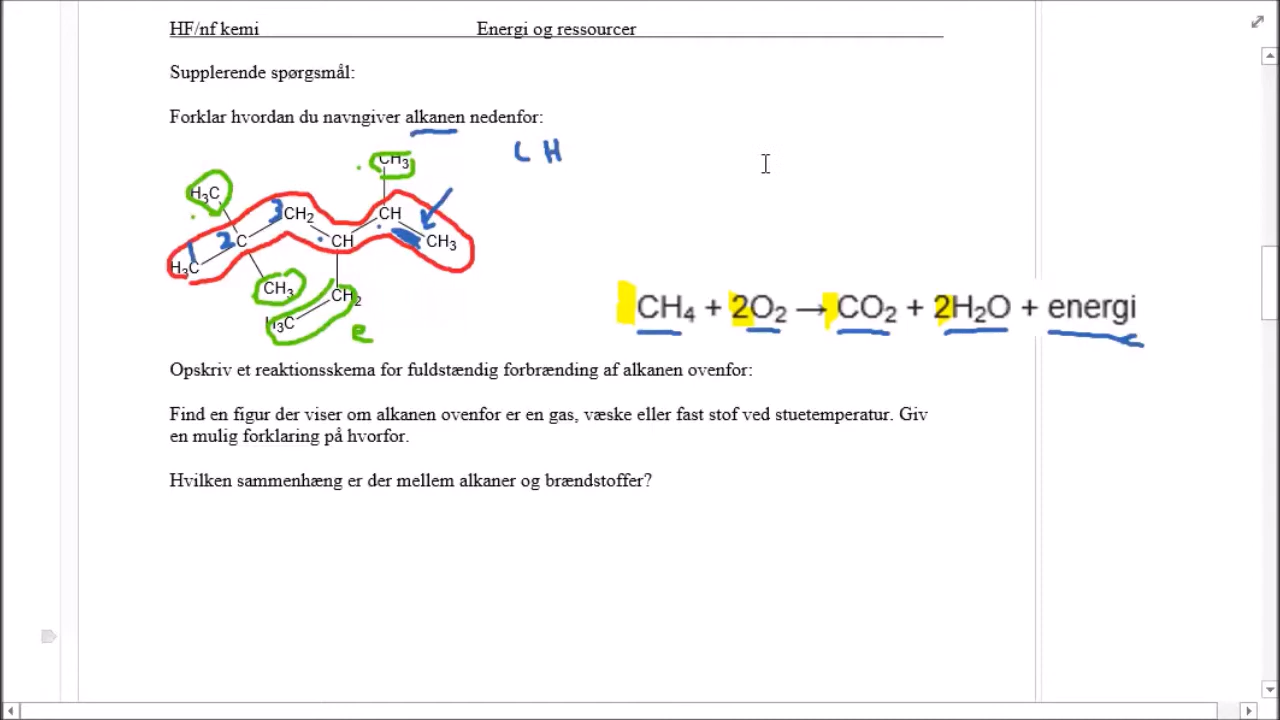 HF/nf kemi Energi og ressourcer
Supplerende spørgsmål:
Forklar hvordan du navngiver alkanen nedenfor:
C H
CH3
H3C
3 CH2 CH
1 2 C CH CH3
H3C
CH3 CH2
H3C e
CH₄ + 2O₂ → CO₂ + 2H₂O + energi
Opskriv et reaktionsskema for fuldstændig forbrænding af alkanen ovenfor:
Find en figur der viser om alkanen ovenfor er en gas, væske eller fast stof ved stuetemperatur. Giv
en mulig forklaring på hvorfor.
Hvilken sammenhæng er der mellem alkaner og brændstoffer?